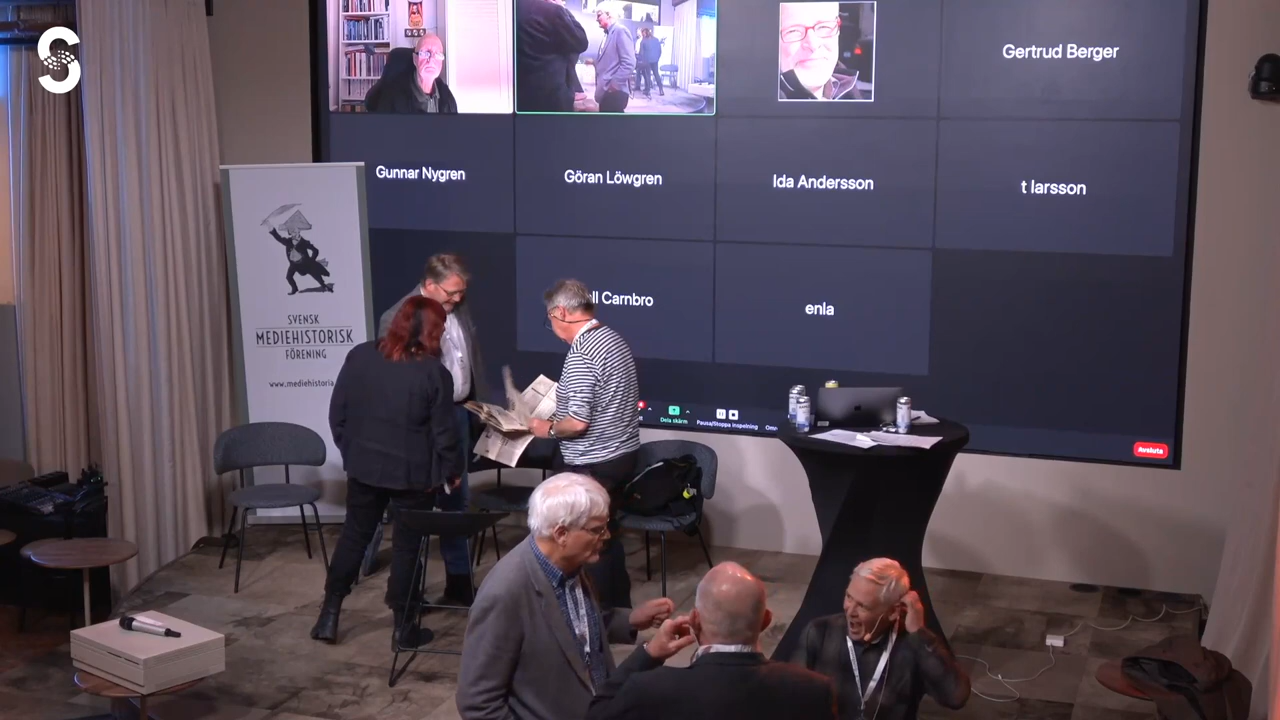 S
Gertrud Berger
Gunnar Nygren
Göran Löwgren
Ida Andersson
t larsson
ll Carnbro
enla
SVENSK
MEDIEHISTORISK
FÖRENING
www.mediehistoria
Dela skärm
Pausa/Stoppa inspelning
Avsluta